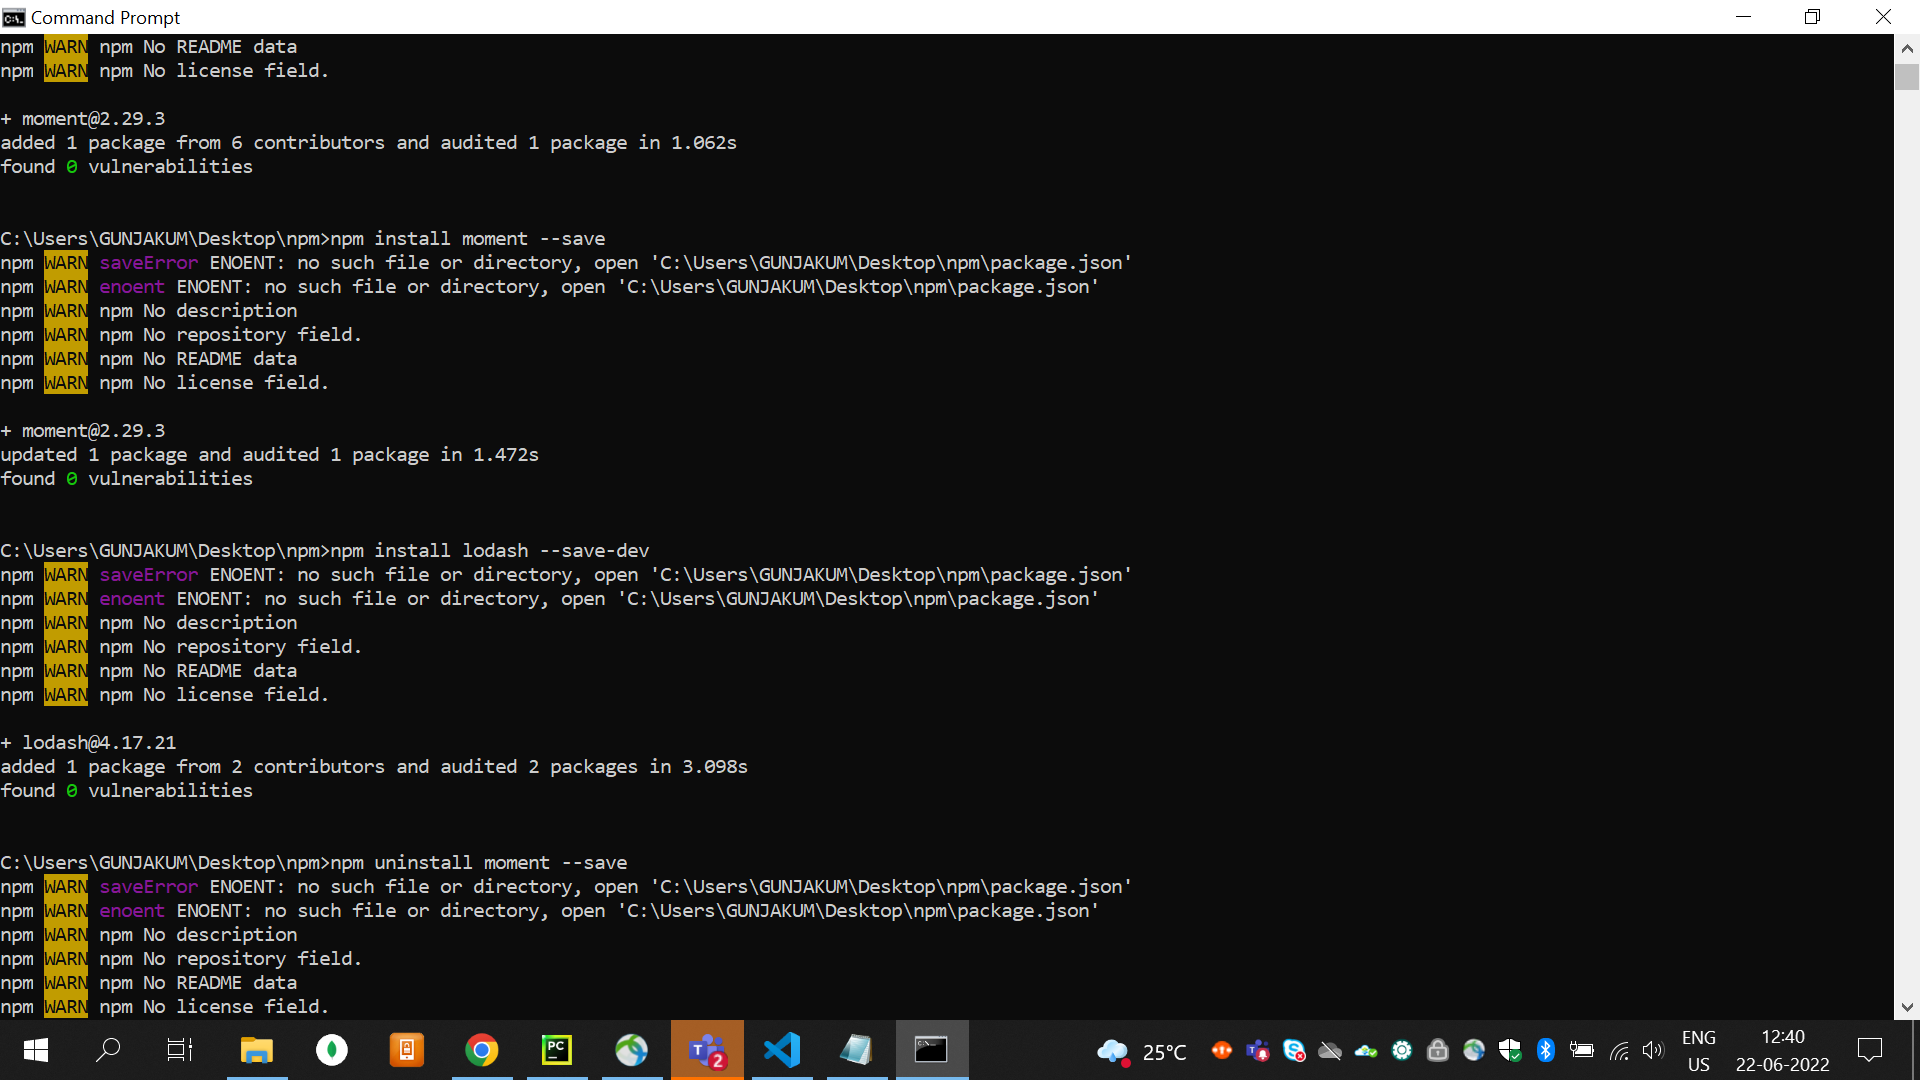 Command Prompt
npm WARN npm No README data
npm WARN npm No license field.
+ moment@2.29.3
added 1 package from 6 contributors and audited 1 package in 1.062s
found 0 vulnerabilities
C:\Users\GUNJAKUM\Desktop\npm>npm install moment --save
npm WARN saveError ENOENT: no such file or directory, open 'C:\Users\GUNJAKUM\Desktop\npm\package.json'
npm WARN enoent ENOENT: no such file or directory, open 'C:\Users\GUNJAKUM\Desktop\npm\package.json'
npm WARN npm No description
npm WARN npm No repository field.
npm WARN npm No README data
npm WARN npm No license field.
+ moment@2.29.3
updated 1 package and audited 1 package in 1.472s
found 0 vulnerabilities
C:\Users\GUNJAKUM\Desktop\npm>npm install lodash --save-dev
npm WARN saveError ENOENT: no such file or directory, open 'C:\Users\GUNJAKUM\Desktop\npm\package.json'
npm WARN enoent ENOENT: no such file or directory, open 'C:\Users\GUNJAKUM\Desktop\npm\package.json'
npm WARN npm No description
npm WARN npm No repository field.
npm WARN npm No README data
npm WARN npm No license field.
+ lodash@4.17.21
added 1 package from 2 contributors and audited 2 packages in 3.098s
found 0 vulnerabilities
C:\Users\GUNJAKUM\Desktop\npm>npm uninstall moment --save
npm WARN saveError ENOENT: no such file or directory, open 'C:\Users\GUNJAKUM\Desktop\npm\package.json'
npm WARN enoent ENOENT: no such file or directory, open 'C:\Users\GUNJAKUM\Desktop\npm\package.json'
npm WARN npm No description
npm WARN npm No repository field.
npm WARN npm No README data
npm WARN npm No license field.
PC
T 2
25°C
ENG
US
12:40
22-06-2022